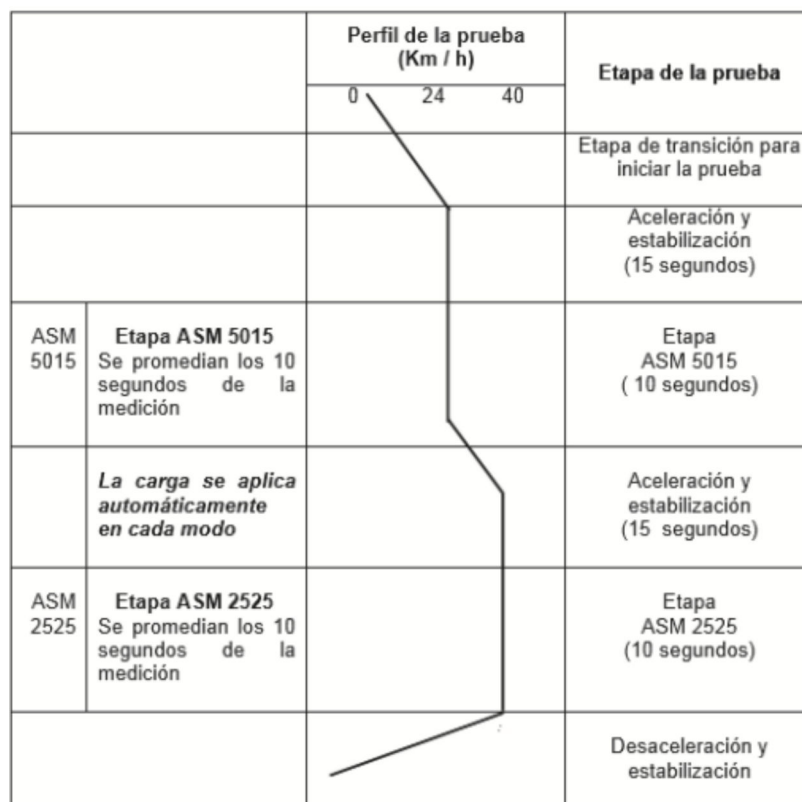 Perfil de la prueba
(Km / h)
Etapa de la prueba
0 24 40
Etapa de transición para
iniciar la prueba
Aceleración y
estabilización
(15 segundos)
ASM
5015
Etapa ASM 5015
Se promedian los 10
segundos de la
medición
Etapa
ASM 5015
( 10 segundos)
La carga se aplica
automáticamente
en cada modo
Aceleración y
estabilización
(15 segundos)
ASM
2525
Etapa ASM 2525
Se promedian los 10
segundos de la
medición
Etapa
ASM 2525
(10 segundos)
Desaceleración y
estabilización